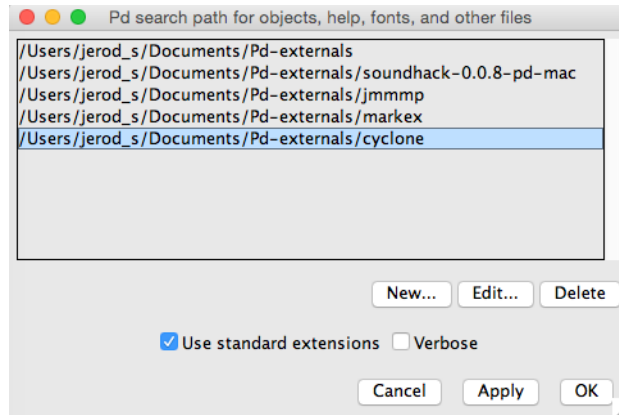 Pd search path for objects, help, fonts, and other files
/Users/jerod_s/Documents/Pd-externals
/Users/jerod_s/Documents/Pd-externals/soundhack-0.0.8-pd-mac
/Users/jerod_s/Documents/Pd-externals/jmmmp
/Users/jerod_s/Documents/Pd-externals/markex
/Users/jerod_s/Documents/Pd-externals/cyclone
New... Edit... Delete
Use standard extensions Verbose
Cancel Apply OK